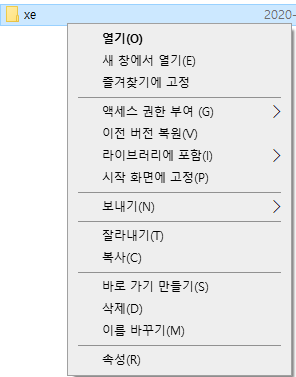 xe 2020-
열기(O)
새 창에서 열기(E)
즐겨찾기에 고정
액세스 권한 부여 (G)
이전 버전 복원(V)
라이브러리에 포함(I)
시작 화면에 고정(P)
보내기(N)
잘라내기(T)
복사(C)
바로 가기 만들기(S)
삭제(D)
이름 바꾸기(M)
속성(R)